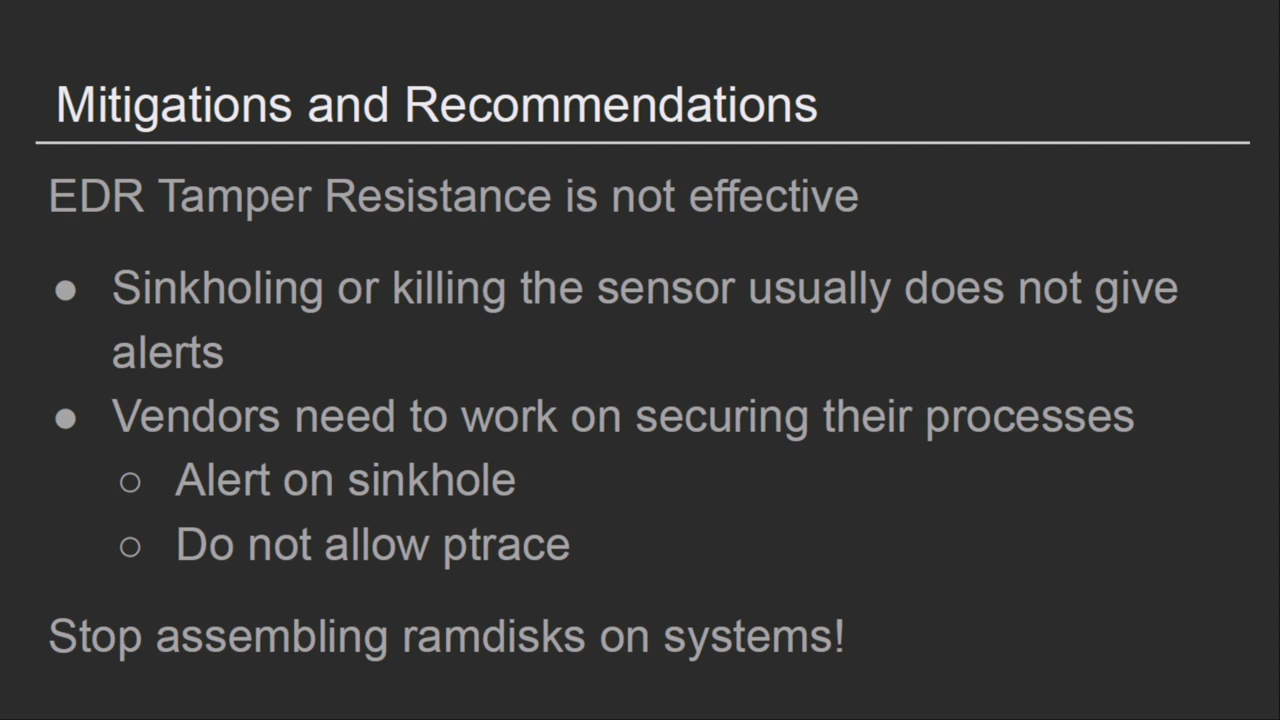 Mitigations and Recommendations
EDR Tamper Resistance is not effective
● Sinkholing or killing the sensor usually does not give
alerts
● Vendors need to work on securing their processes
○ Alert on sinkhole
○ Do not allow ptrace
Stop assembling ramdisks on systems!